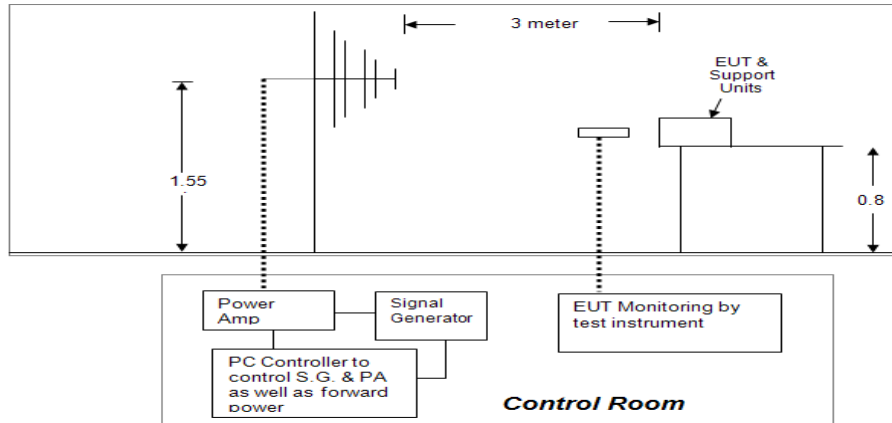 3 meter
EUT &
Support
Units
1.55
0.8
Power
Amp
Signal
Generator
EUT Monitoring by
test instrument
PC Controller to
control S.G. & PA
as well as forward
power
Control Room